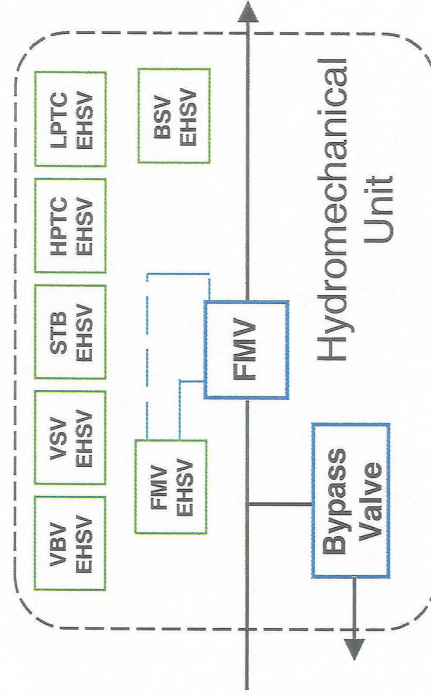 VBV
EHSV
VSV
EHSV
STB
EHSV
HPTC
EHSV
LPTC
EHSV
FMV
EHSV
BSV
EHSV
FMV
Bypass
Valve
Hydromechanical
Unit